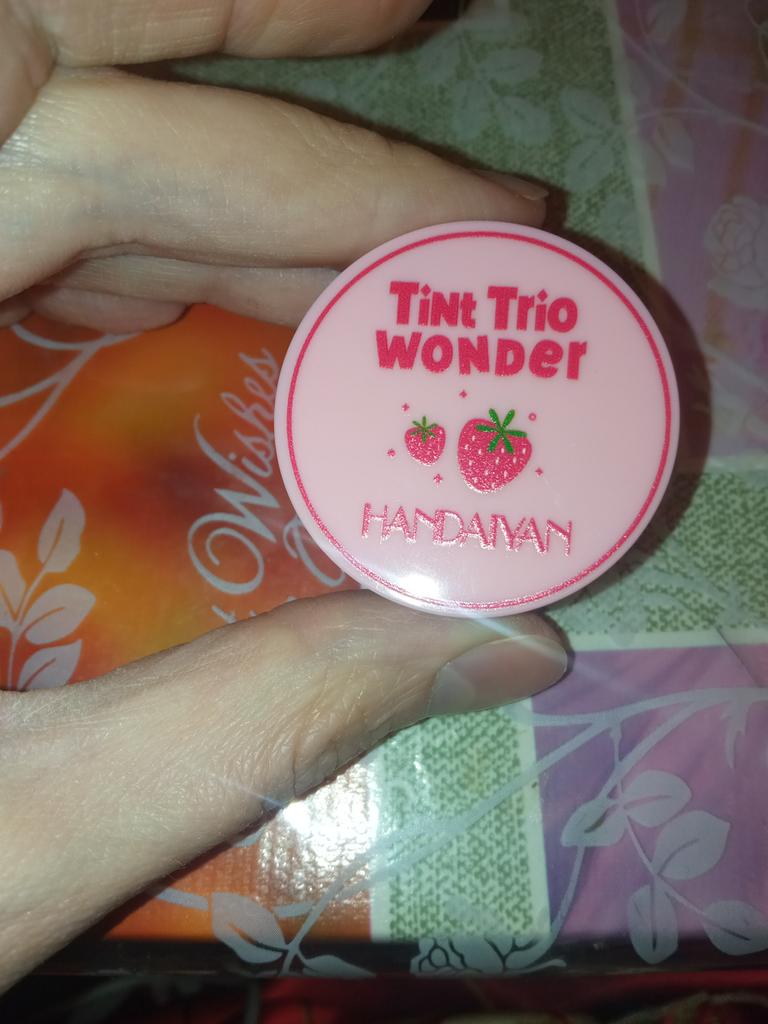 TiNt TRiO
WONDer
HANDAIYAN
Wishes